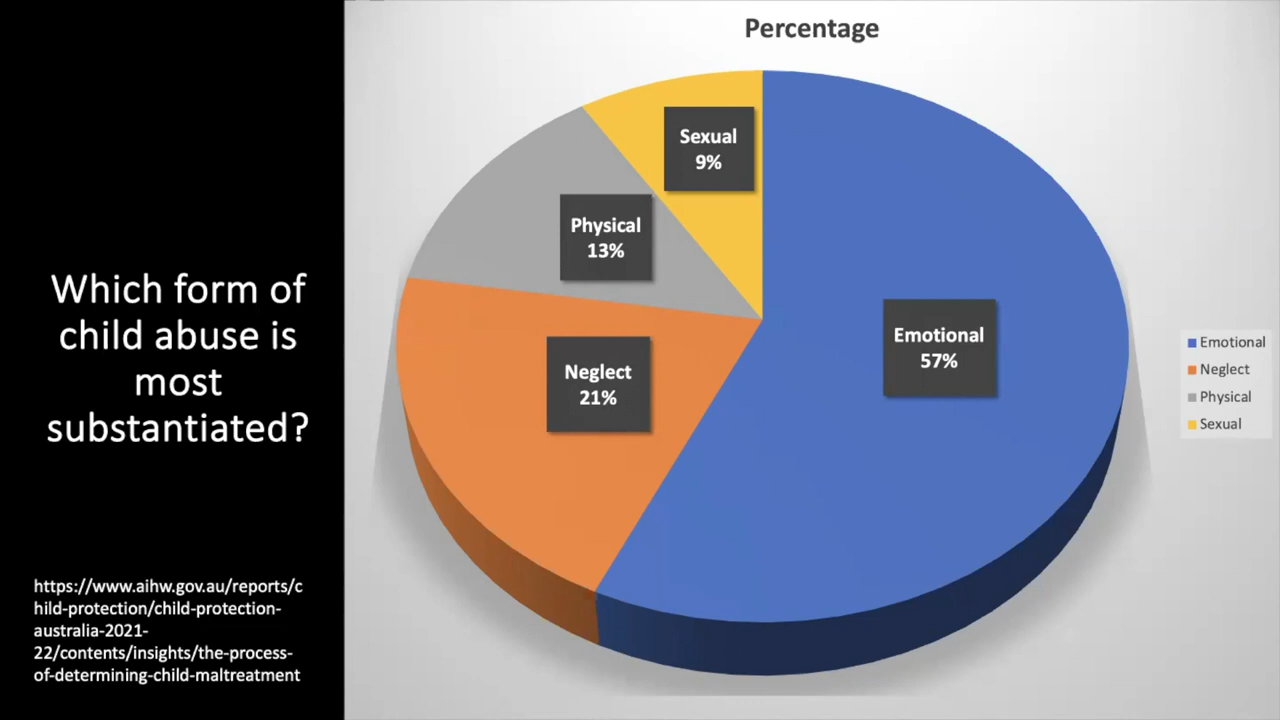 Which form of
child abuse is
most
substantiated?
https://www.aihw.gov.au/reports/c
hild-protection/child-protection-
australia-2021-
22/contents/insights/the-process-
of-determining-child-maltreatment
Percentage
Sexual
9%
Physical
13%
Neglect
21%
Emotional
57%
Emotional
Neglect
Physical
Sexual